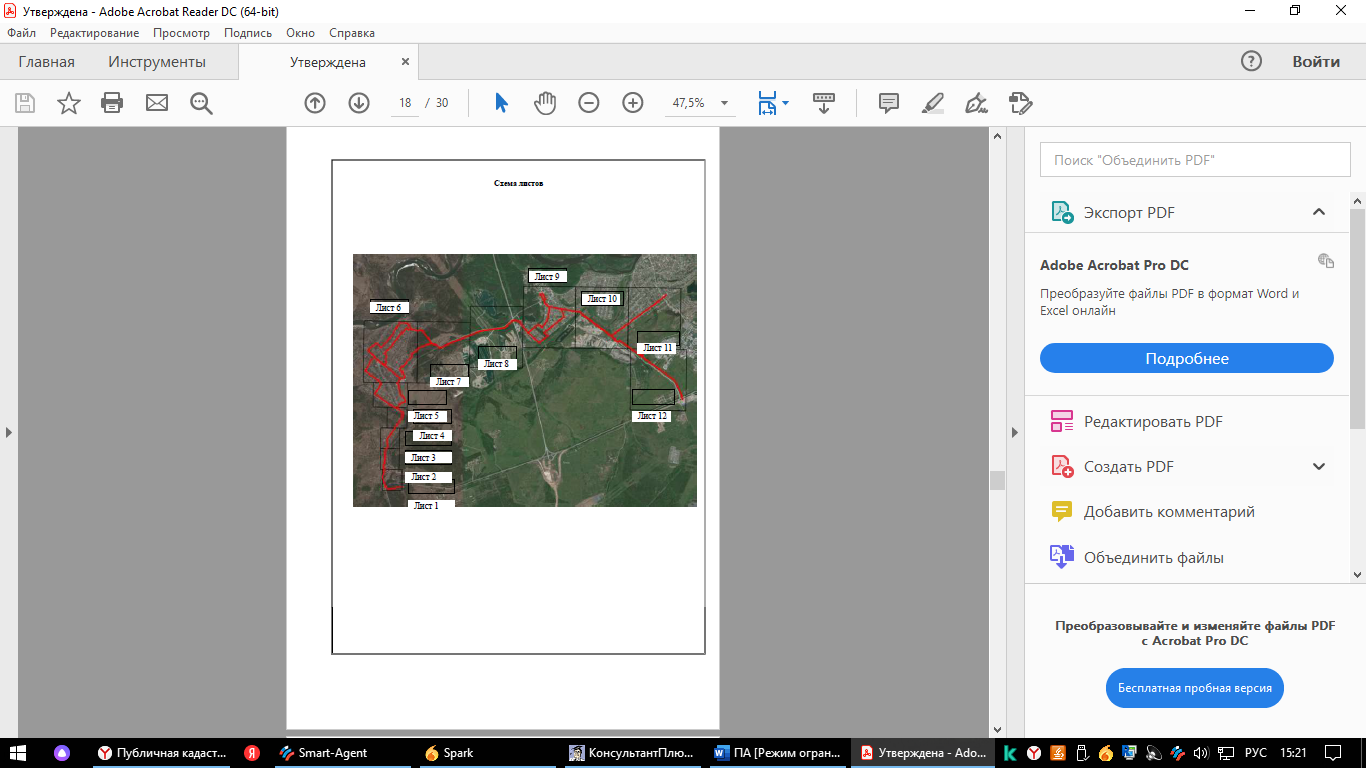 Утверждена - Adobe Acrobat Reader DC (64-bit)
Файл Редактирование Просмотр Подпись Окно Справка
Главная Инструменты Утверждена × ? Войти
18 / 30 47,5%
Поиск "Объединить PDF"
Экспорт PDF
Adobe Acrobat Pro DC
Преобразуйте файлы PDF в формат Word и
Excel онлайн
Подробнее
Редактировать PDF
Создать PDF
Добавить комментарий
Объединить файлы
Преобразовывайте и изменяйте файлы PDF
с Acrobat Pro DC
Бесплатная пробная версия
Схема листов
Лист 9
Лист 10
Лист 6
Лист 11
Лист 8
Лист 7
Лист 5
Лист 12
Лист 4
Лист 3
Лист 2
Лист 1
Я Публичная кадаст... Smart-Agent Spark КонсультантПлю... ПА [Режим огран... Утверждена - Ado... РУС 15:21